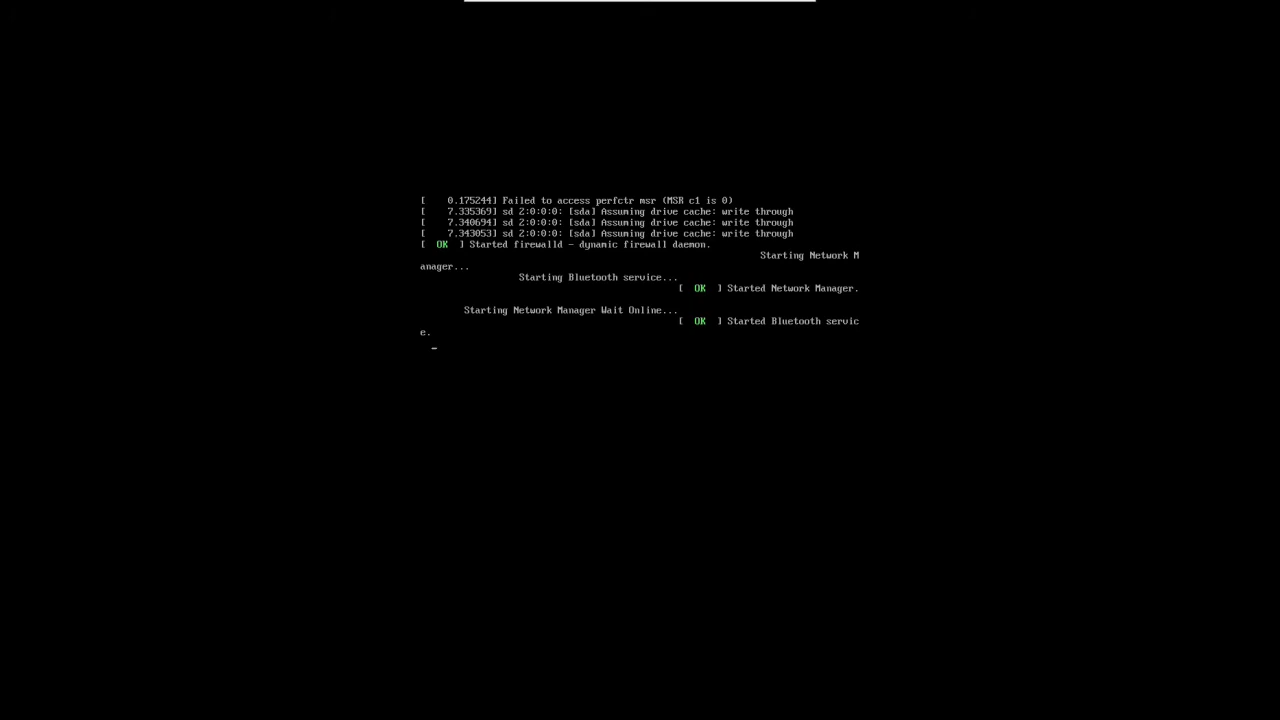 [    0.175244] Failed to access perfctr msr (MSR c1 is 0)
[    7.335369] sd 2:0:0:0: [sda] Assuming drive cache: write through
[    7.340694] sd 2:0:0:0: [sda] Assuming drive cache: write through
[    7.343053] sd 2:0:0:0: [sda] Assuming drive cache: write through
[  OK  ] Started firewalld - dynamic firewall daemon.
Starting Network M
anager...
Starting Bluetooth service...
[  OK  ] Started Network Manager.
Starting Network Manager Wait Online...
[  OK  ] Started Bluetooth servic
e.